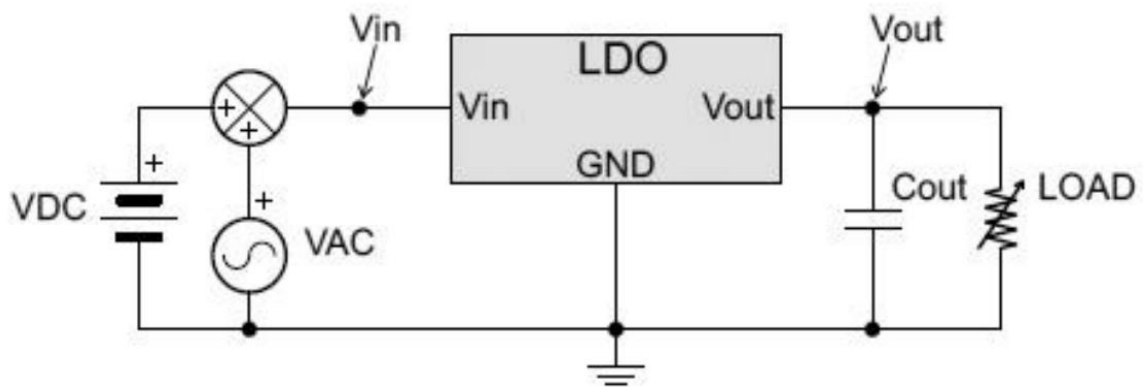 Vin
Vout
LDO
Vin
Vout
GND
+
+
+
+
VDC
VAC
Cout
LOAD